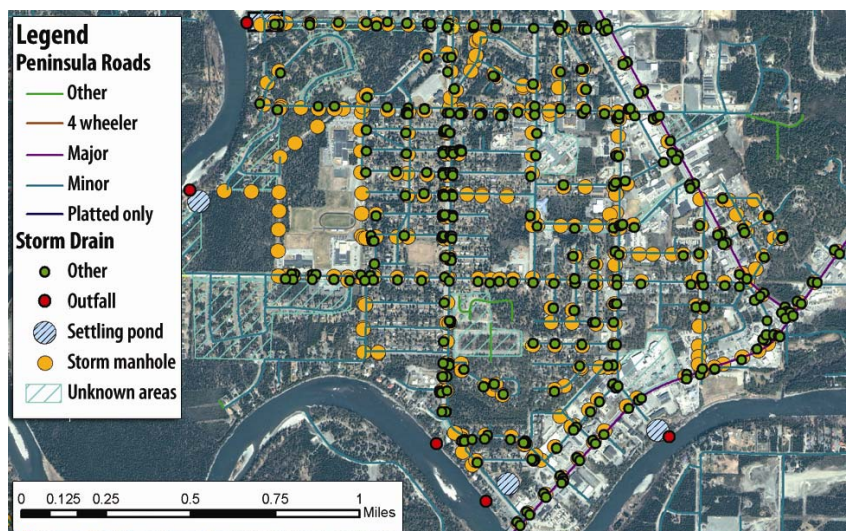 Legend
Peninsula Roads
Other
4 wheeler
Major
Minor
Platted only
Storm Drain
Other
Outfall
Settling pond
Storm manhole
Unknown areas
0 0.125 0.25 0.5 0.75 1
Miles